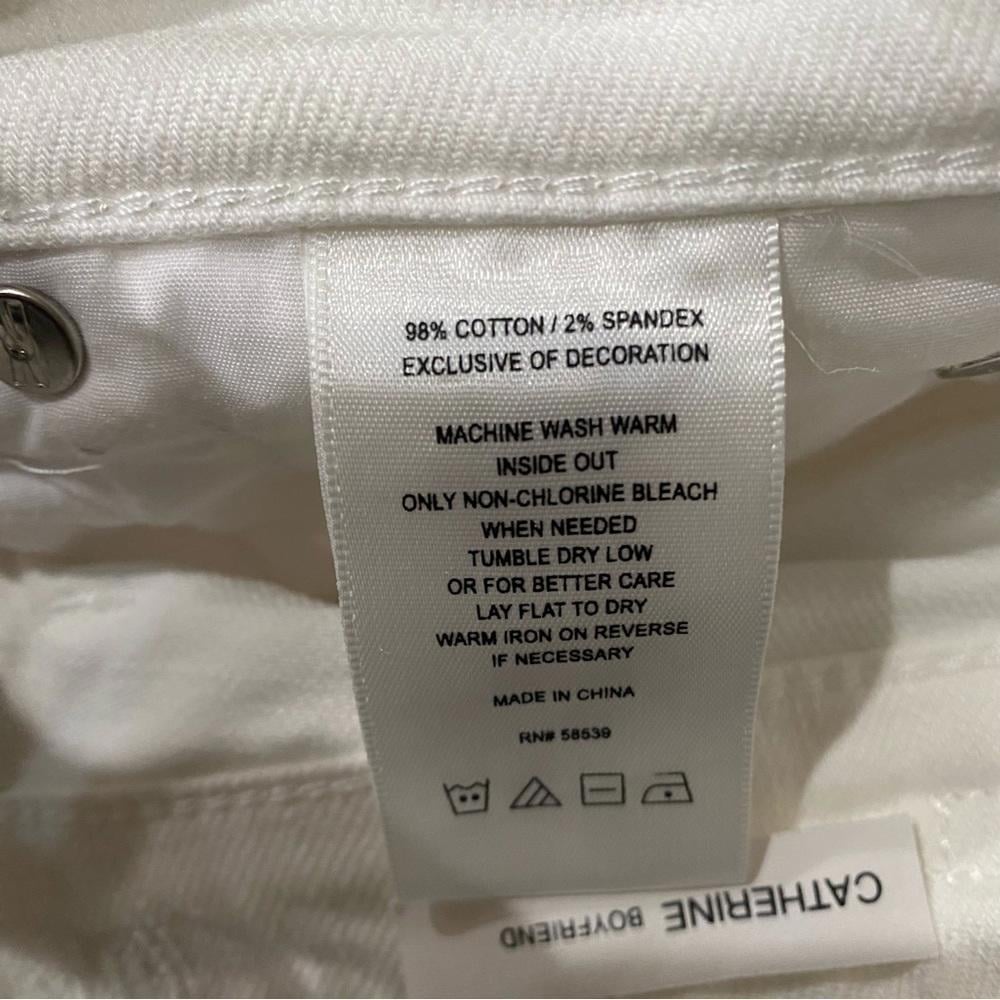 98% COTTON / 2% SPANDEX
EXCLUSIVE OF DECORATION
MACHINE WASH WARM
INSIDE OUT
ONLY NON-CHLORINE BLEACH
WHEN NEEDED
TUMBLE DRY LOW
OR FOR BETTER CARE
LAY FLAT TO DRY
WARM IRON ON REVERSE
IF NECESSARY
MADE IN CHINA
RN# 58539
CATHERINE BOYFRIEND